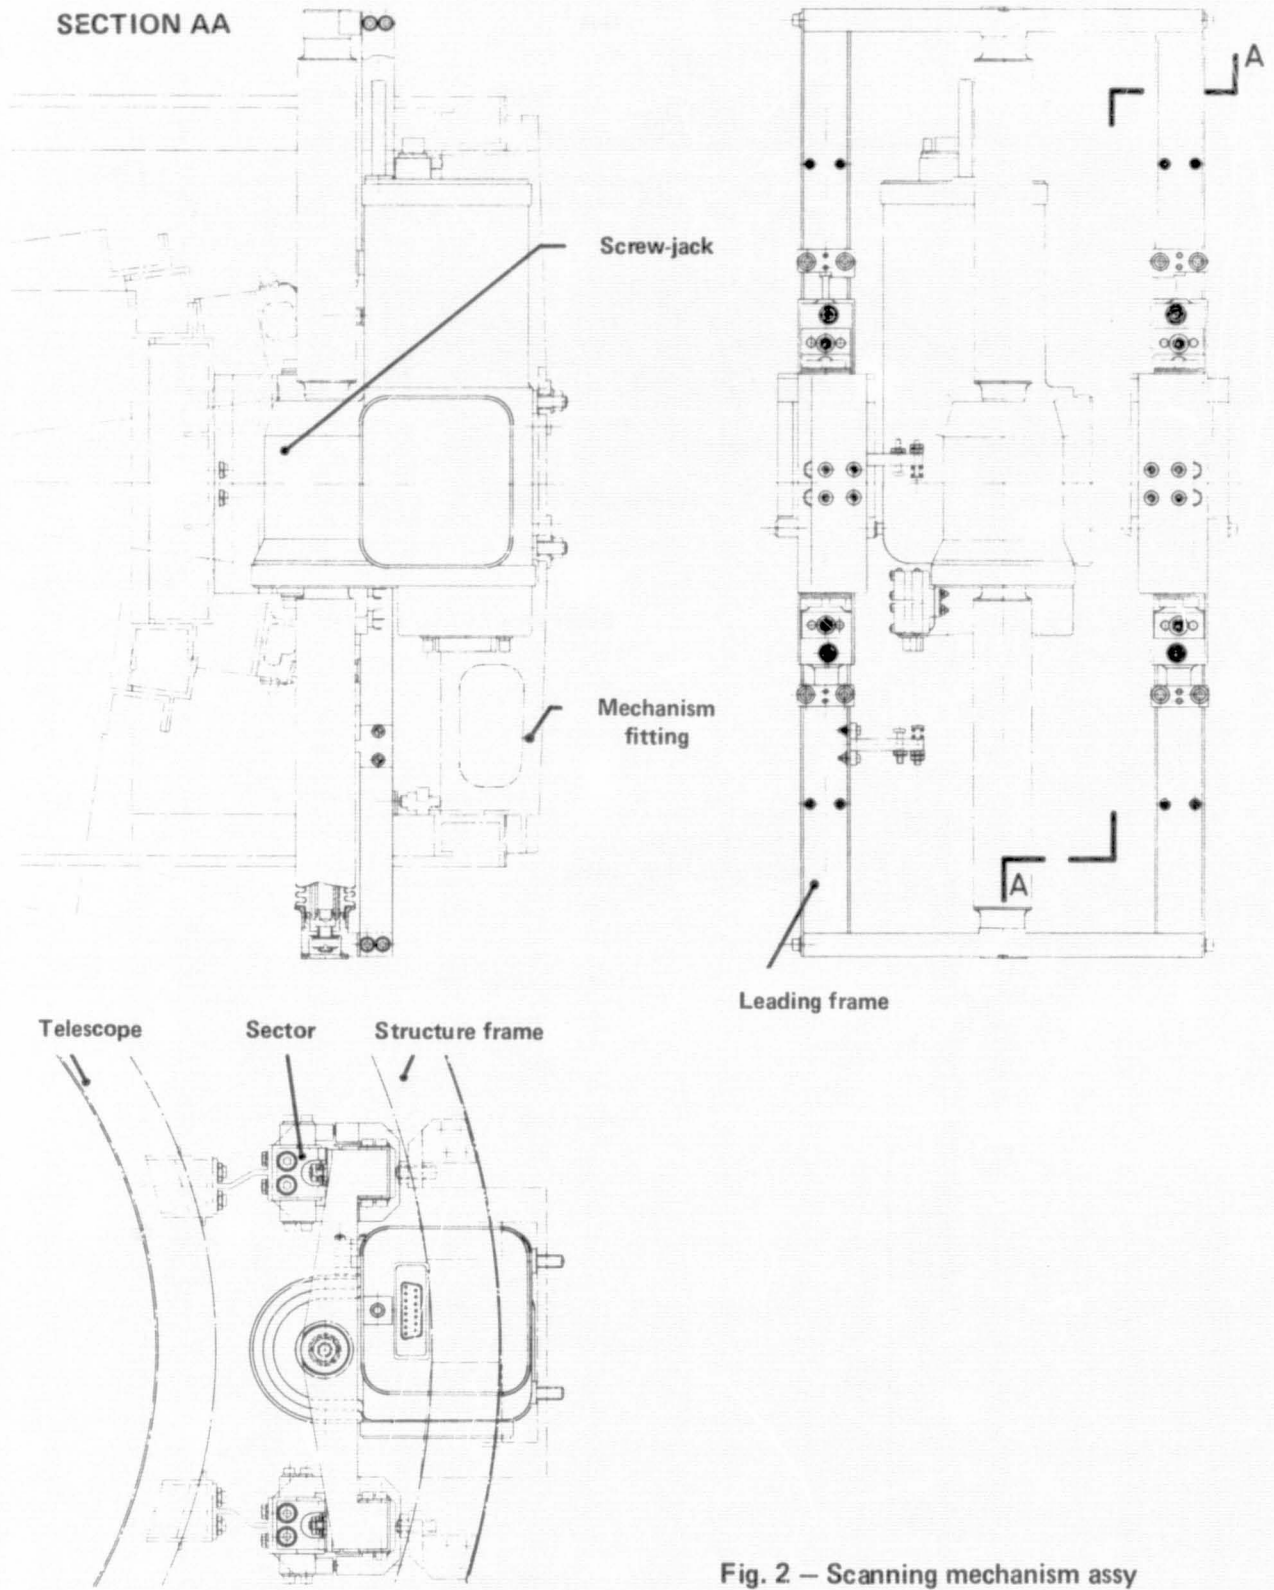 SECTION AA
A
Screw-jack
Mechanism
fitting
A
Leading frame
Telescope
Sector
Structure frame
Fig. 2 — Scanning mechanism assy